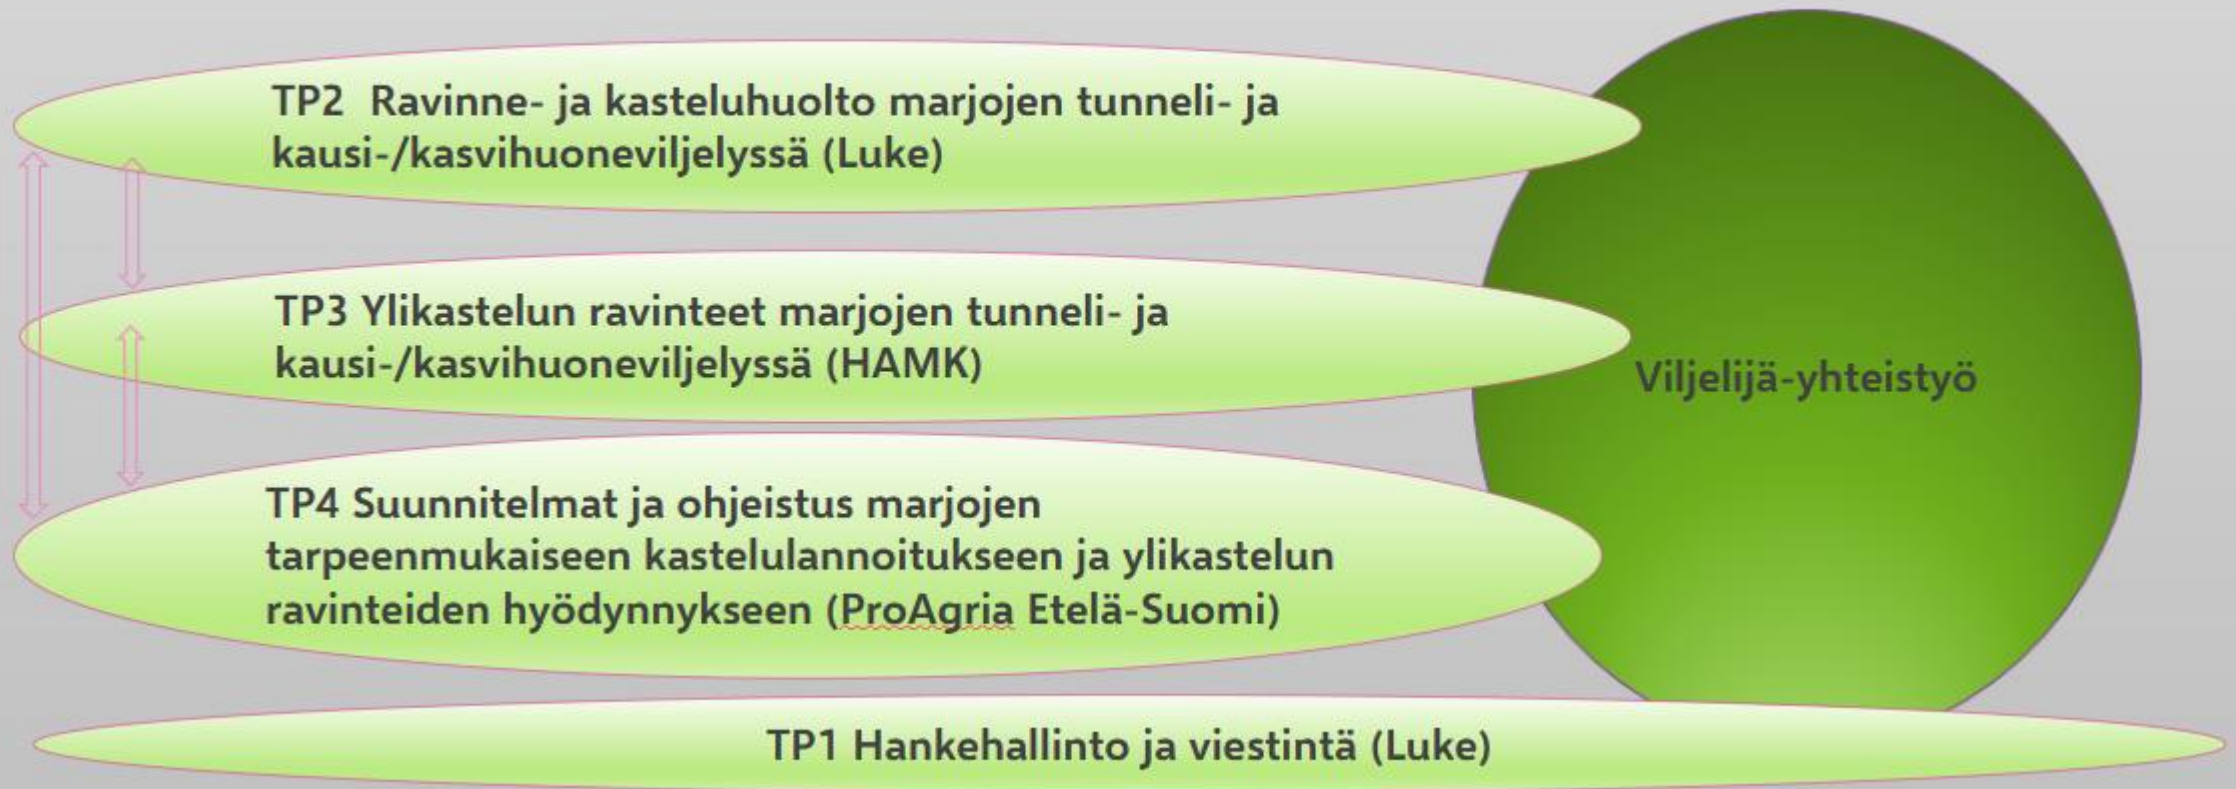 TP2 Ravinne- ja kasteluhuolto marjojen tunneli- ja
kausi-/kasvihuoneviljelyssä (Luke)
TP3 Ylikastelun ravinteet marjojen tunneli- ja
kausi-/kasvihuoneviljelyssä (HAMK)
Viljelijä-yhteistyö
TP4 Suunnitelmat ja ohjeistus marjojen
tarpeenmukaiseen kastelulannoitukseen ja ylikastelun
ravinteiden hyödynnykseen (ProAgria Etelä-Suomi)
TP1 Hankehallinto ja viestintä (Luke)